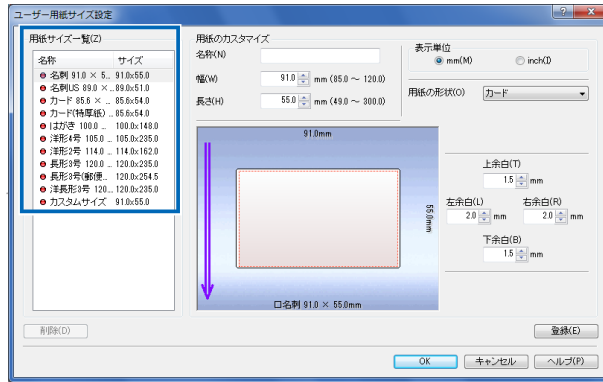 ユーザー用紙サイズ設定
用紙サイズ一覧(Z)
名称 サイズ
名刺 91.0 × 5... 91.0x55.0
名刺US 89.0 × ... 89.0x51.0
カード 85.6 × ... 85.6x54.0
カード(特厚紙) ... 85.6x54.0
はがき 100.0 ... 100.0x148.0
洋形4号 105.0 ... 105.0x235.0
洋形2号 114.0 ... 114.0x162.0
長形3号 120.0 ... 120.0x235.0
長形3号(郵便... 120.0x254.5
洋長形3号 120... 120.0x235.0
カスタムサイズ 91.0x55.0
削除(D)
用紙のカスタマイズ
名称(N)
幅(W) 91.0 mm (85.0 ～ 120.0)
長さ(H) 55.0 mm (49.0 ～ 300.0)
表示単位
mm(M) inch(I)
用紙の形状(O) カード
91.0mm
55.0mm
口名刺 91.0 × 55.0mm
上余白(T)
1.5 mm
左余白(L) 右余白(R)
2.0 mm 2.0 mm
下余白(B)
1.5 mm
登録(E)
OK キャンセル ヘルプ(P)